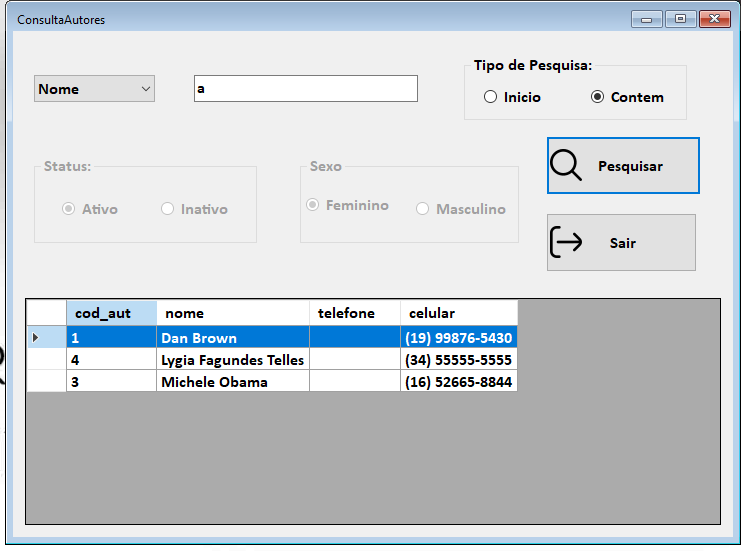 ConsultaAutores
Tipo de Pesquisa:
Nome a Inicio Contem
Status: Sexo Pesquisar
Ativo Inativo Feminino Masculino
Sair
cod_aut nome telefone celular
1 Dan Brown (19) 99876-5430
4 Lygia Fagundes Telles (34) 55555-5555
3 Michele Obama (16) 52665-8844